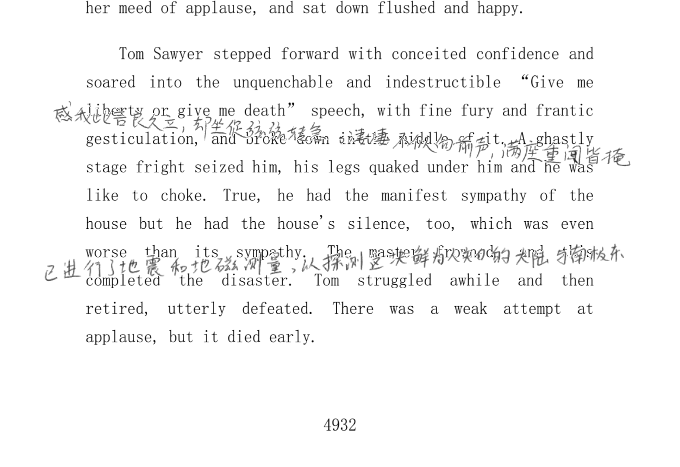 her meed of applause, and sat down flushed and happy.
Tom Sawyer stepped forward with conceited confidence and
soared into the unquenchable and indestructible “Give me
liberty or give me death” speech, with fine fury and frantic
感我此言良久立,却坐促弦弦转急。凄凄不似向前声,满座重闻皆掩
gesticulation, and broke down in the middle of it. A ghastly
stage fright seized him, his legs quaked under him and he was
like to choke. True, he had the manifest sympathy of the
house but he had the house's silence, too, which was even
worse than its sympathy. The master frowned, and this
已进行了地震和地磁测量,以探测这块鲜为人知的大陆与南极东
completed the disaster. Tom struggled awhile and then
retired, utterly defeated. There was a weak attempt at
applause, but it died early.
4932